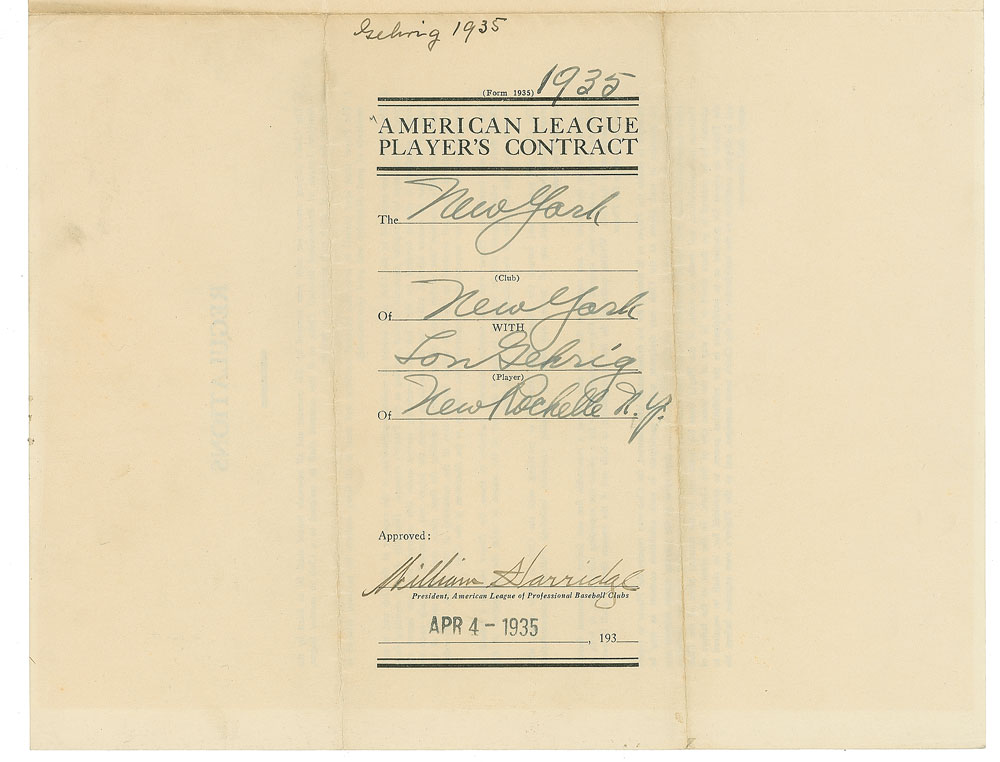 Gehrig 1935
(Form 1935) 1935
"AMERICAN LEAGUE
PLAYER'S CONTRACT
The New York
(Club)
Of New York
WITH
Lou Gehrig
(Player)
Of New Rochelle N.Y.
Approved:
William Harridge
President, American League of Professional Baseball Clubs
APR 4 - 1935 , 193
REGULATIONS